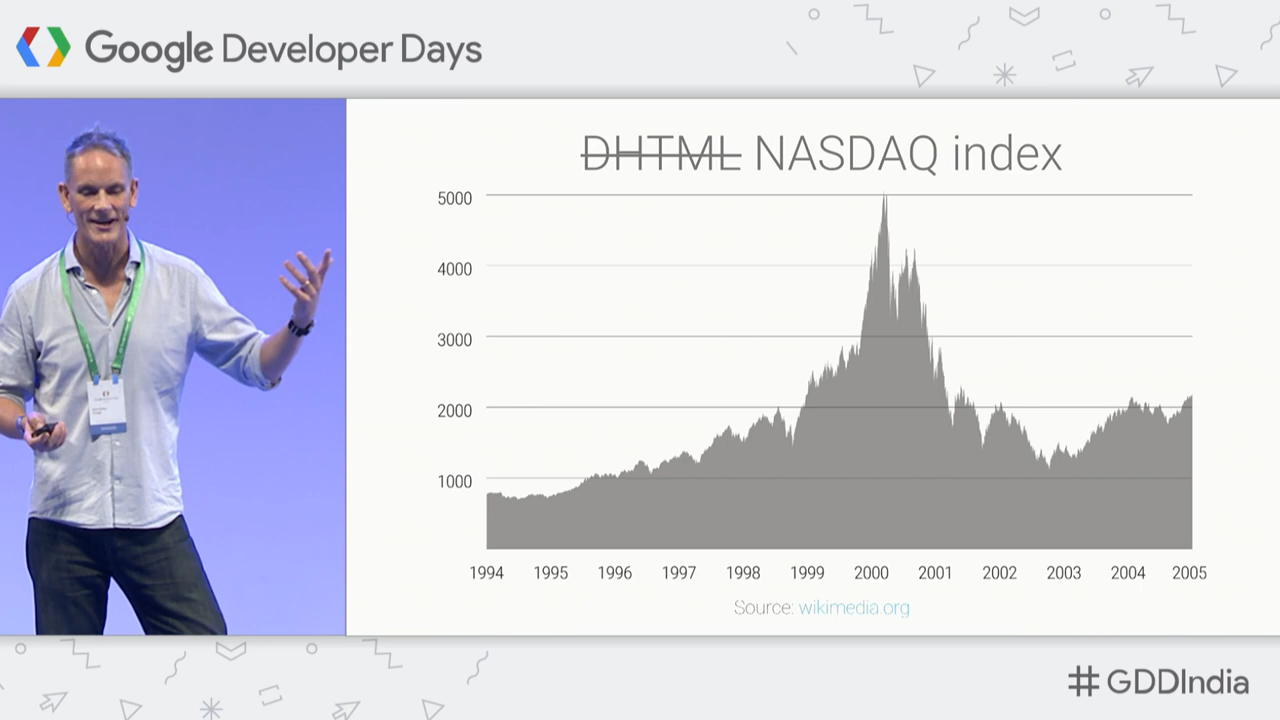 Google Developer Days
DHTML NASDAQ index
5000
4000
3000
2000
1000
1994 1995 1996 1997 1998 1999 2000 2001 2002 2003 2004 2005
Source: wikimedia.org
#GDDIndia